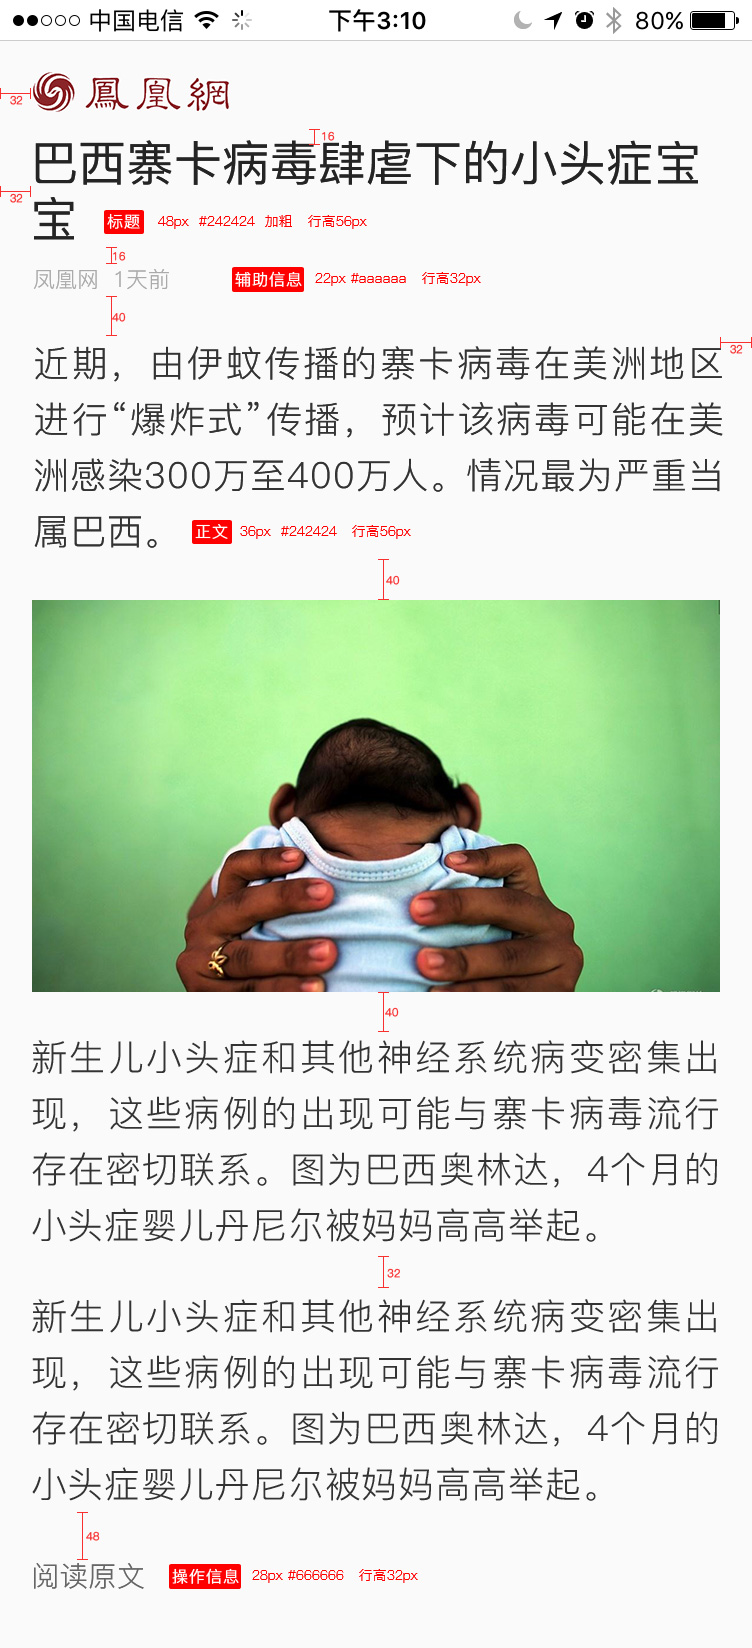 中国电信 下午3:10 80%
32
鳳凰網
16
巴西寨卡病毒肆虐下的小头症宝
32
宝 标题 48px #242424 加粗 行高56px
16
凤凰网 1天前 辅助信息 22px #aaaaaa 行高32px
40
32
近期，由伊蚊传播的寨卡病毒在美洲地区
进行“爆炸式”传播，预计该病毒可能在美
洲感染300万至400万人。情况最为严重当
属巴西。 正文 36px #242424 行高56px
40
40
新生儿小头症和其他神经系统病变密集出
现，这些病例的出现可能与寨卡病毒流行
存在密切联系。图为巴西奥林达，4个月的
小头症婴儿丹尼尔被妈妈高高举起。
32
新生儿小头症和其他神经系统病变密集出
现，这些病例的出现可能与寨卡病毒流行
存在密切联系。图为巴西奥林达，4个月的
小头症婴儿丹尼尔被妈妈高高举起。
48
阅读原文 操作信息 28px #666666 行高32px